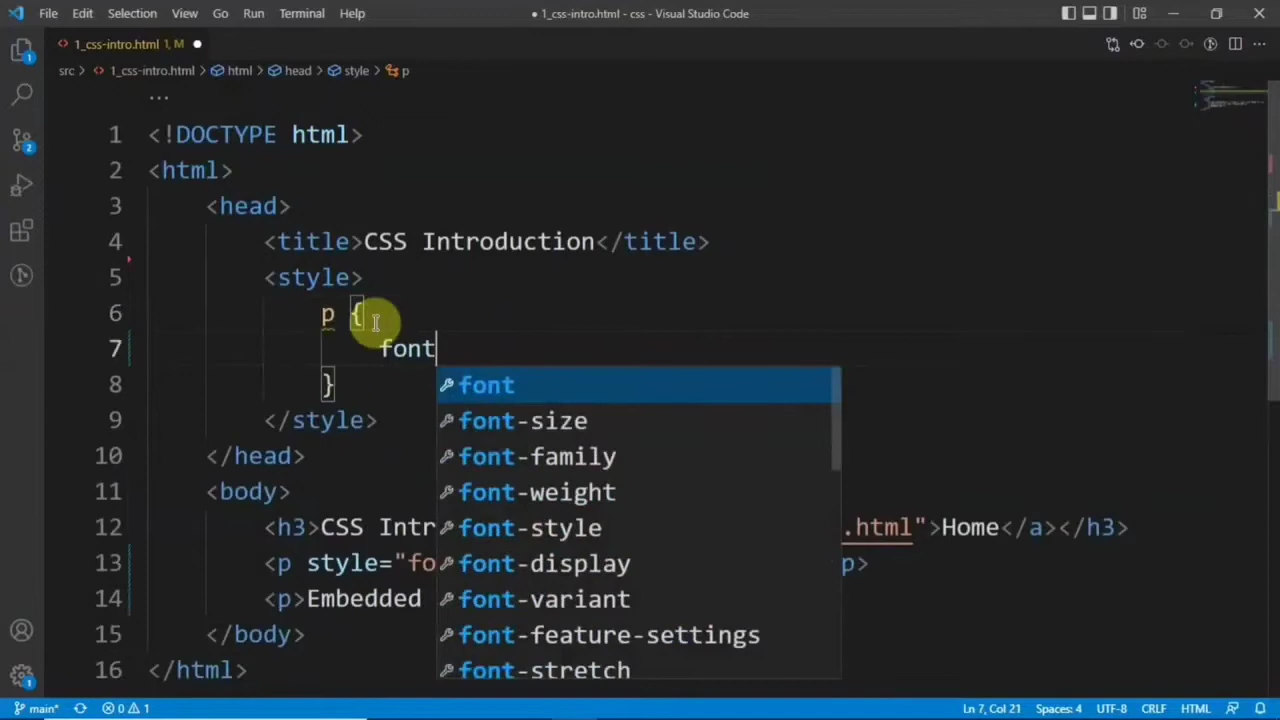 File Edit Selection View Go Run Terminal Help ● 1_css-intro.html - css - Visual Studio Code
<> 1_css-intro.html 1, M ●
src > <> 1_css-intro.html > html > head > style > p
...
1 <!DOCTYPE html>
2 <html>
3 <head>
4 <title>CSS Introduction</title>
5 <style>
6 p {
7 font
8 }
font
9 </style>
font-size
10 </head>
font-family
11 <body>
font-weight
12 <h3>CSS Intr .html">Home</a></h3>
font-style
13 <p style="fo p>
font-display
14 <p>Embedded
font-variant
15 </body>
font-feature-settings
16 </html>
font-stretch
main* 0 1 Ln 7, Col 21 Spaces: 4 UTF-8 CRLF HTML